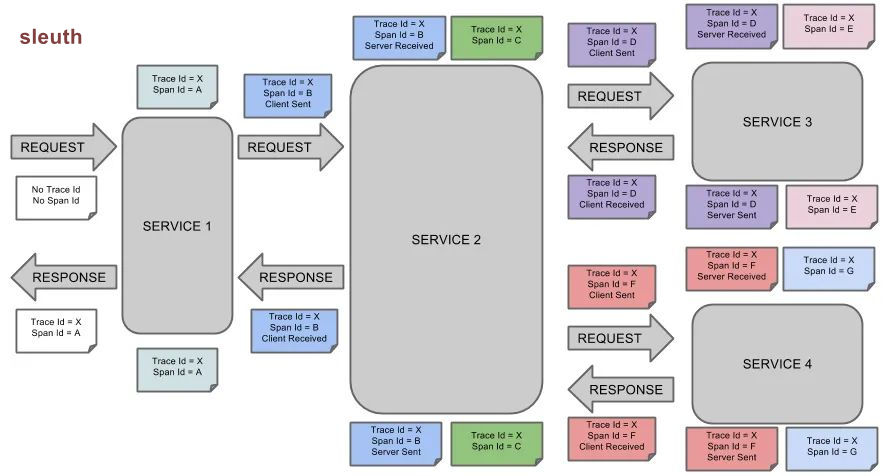 sleuth
Trace Id = X
Span Id = A
Trace Id = X
Span Id = B
Client Sent
Trace Id = X
Span Id = B
Server Received
Trace Id = X
Span Id = C
Trace Id = X
Span Id = D
Client Sent
Trace Id = X
Span Id = D
Server Received
Trace Id = X
Span Id = E
REQUEST
No Trace Id
No Span Id
SERVICE 1
REQUEST
SERVICE 2
REQUEST
RESPONSE
SERVICE 3
Trace Id = X
Span Id = D
Client Received
Trace Id = X
Span Id = D
Server Sent
Trace Id = X
Span Id = E
RESPONSE
Trace Id = X
Span Id = A
Trace Id = X
Span Id = A
RESPONSE
Trace Id = X
Span Id = B
Client Received
Trace Id = X
Span Id = F
Client Sent
Trace Id = X
Span Id = F
Server Received
Trace Id = X
Span Id = G
REQUEST
RESPONSE
SERVICE 4
Trace Id = X
Span Id = B
Server Sent
Trace Id = X
Span Id = C
Trace Id = X
Span Id = F
Client Received
Trace Id = X
Span Id = F
Server Sent
Trace Id = X
Span Id = G